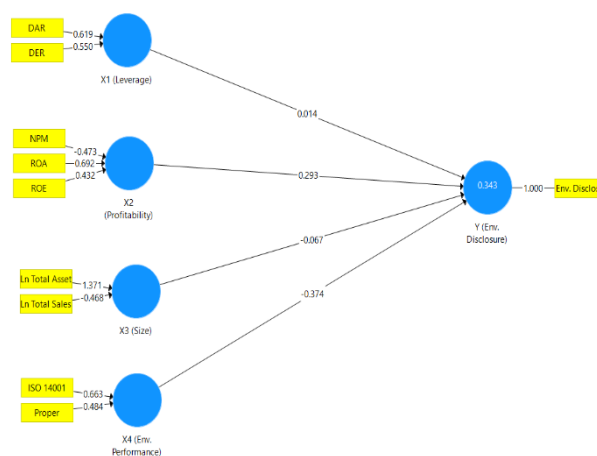 DAR
0.619
0.550
DER
X1 (Leverage)
0.014
NPM
-0.473
ROA
0.692
0.432
ROE
X2
(Profitability)
0.293
0.343
1.000
Env. Disclo
Y (Env.
Disclosure)
-0.067
Ln Total Asset
1.371
-0.468
Ln Total Sales
X3 (Size)
-0.374
ISO 14001
0.663
0.484
Proper
X4 (Env.
Performance)